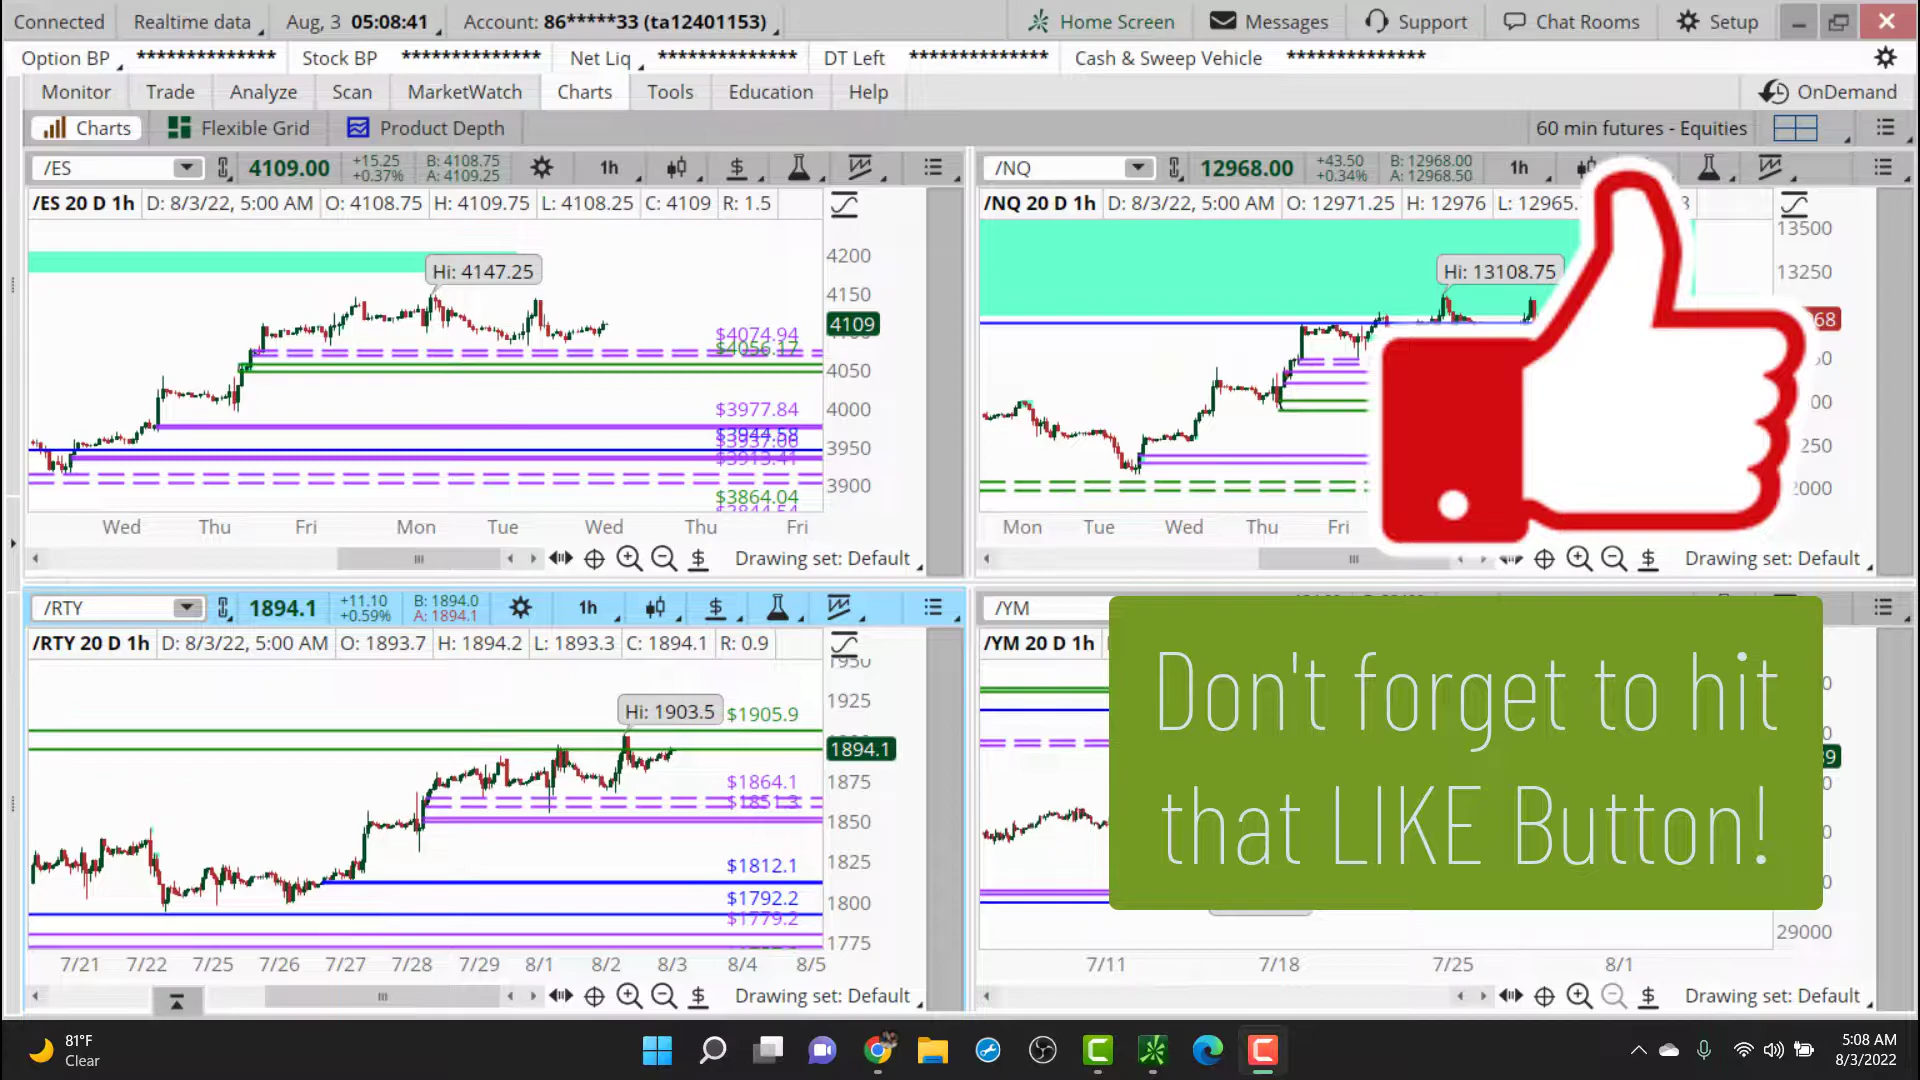 Connected Realtime data Aug, 3 05:08:41 Account: 86*****33 (ta12401153) Home Screen Messages Support Chat Rooms Setup
Option BP ************* Stock BP ************* Net Liq ************* DT Left ************* Cash & Sweep Vehicle *************
Monitor Trade Analyze Scan MarketWatch Charts Tools Education Help OnDemand
Charts Flexible Grid Product Depth 60 min futures - Equities
/ES 4109.00 +15.25 +0.37% B: 4108.75 A: 4109.25 1h
/ES 20 D 1h D: 8/3/22, 5:00 AM O: 4108.75 H: 4109.75 L: 4108.25 C: 4109 R: 1.5
Hi: 4147.25
4200
4150
4109
4050
4000
3950
3900
$4074.94
$4056.17
$3977.84
$3944.58
$3864.04
Wed Thu Fri Mon Tue Wed Thu Fri
Drawing set: Default
/NQ 12968.00 +43.50 +0.34% B: 12968.00 A: 12968.50 1h
/NQ 20 D 1h D: 8/3/22, 5:00 AM O: 12971.25 H: 12976 L: 12965.
Hi: 13108.75
13500
13250
68
Mon Tue Wed Thu Fri
Drawing set: Default
/RTY 1894.1 +11.10 +0.59% B: 1894.0 A: 1894.1 1h
/RTY 20 D 1h D: 8/3/22, 5:00 AM O: 1893.7 H: 1894.2 L: 1893.3 C: 1894.1 R: 0.9
Hi: 1903.5
$1905.9
$1864.1
$1851.3
$1812.1
$1792.2
$1779.2
1950
1925
1894.1
1875
1850
1825
1800
1775
7/21 7/22 7/25 7/26 7/27 7/28 7/29 8/1 8/2 8/3 8/4 8/5
Drawing set: Default
/YM
/YM 20 D 1h
Don't forget to hit
that LIKE Button!
29000
7/11 7/18 7/25 8/1
Drawing set: Default
81°F
Clear
5:08 AM
8/3/2022